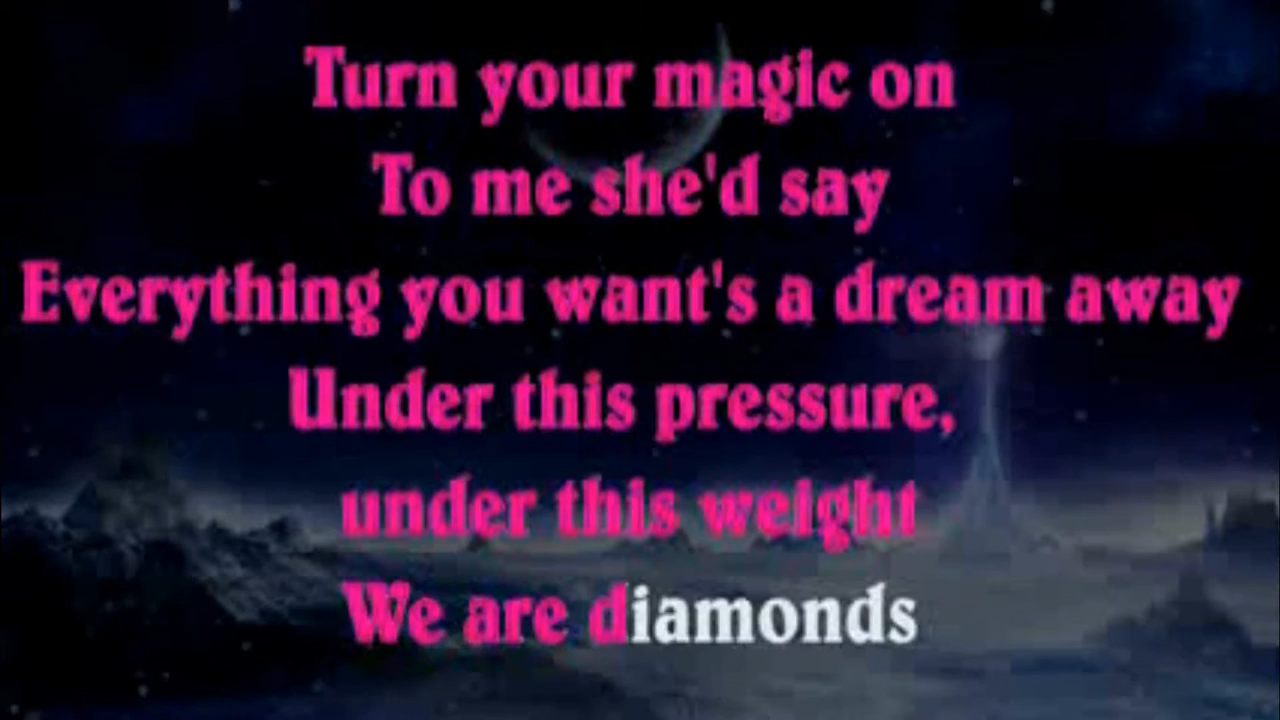 Turn your magic on
To me she'd say
Everything you want's a dream away
Under this pressure,
under this weight
We are diamonds